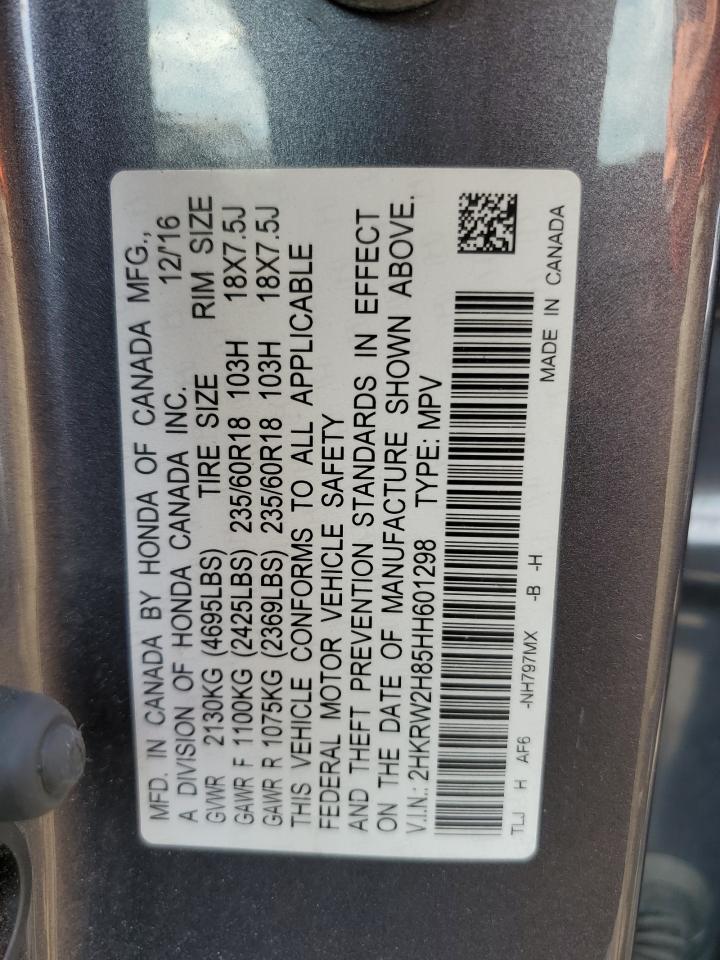 MFD. IN CANADA BY HONDA OF CANADA MFG.,
A DIVISION OF HONDA CANADA INC. 12/'16
GVWR 2130KG (4695LBS) TIRE SIZE RIM SIZE
GAWR F 1100KG (2425LBS) 235/60R18 103H 18X7.5J
GAWR R 1075KG (2369LBS) 235/60R18 103H 18X7.5J
THIS VEHICLE CONFORMS TO ALL APPLICABLE
FEDERAL MOTOR VEHICLE SAFETY
AND THEFT PREVENTION STANDARDS IN EFFECT
ON THE DATE OF MANUFACTURE SHOWN ABOVE.
V.I.N.: 2HKRW2H85HH601298 TYPE: MPV
TLJ H AF6 -NH797MX -B -H
MADE IN CANADA